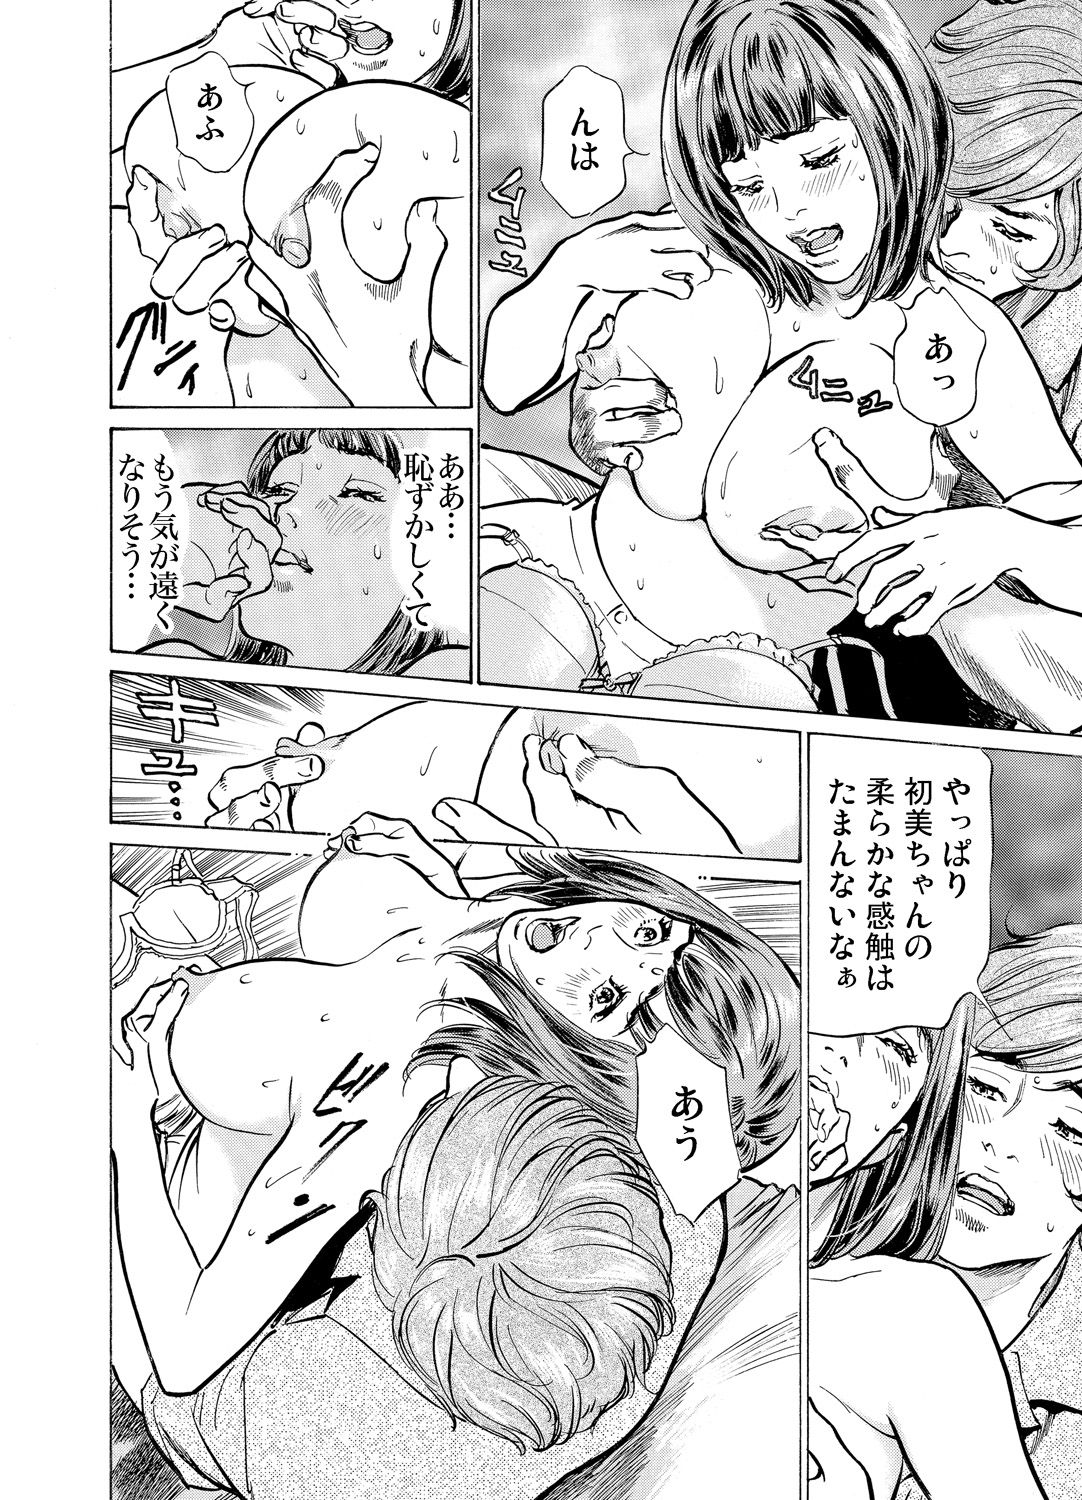 んは
ムニュ
あっ
ムニュ
あふ
グニィ
ああ…
恥ずかしくて
もう気が遠く
なりそう…
やっぱり
初美ちゃんの
柔らかな感触は
たまんないなぁ
キュ…
あう
ビクン